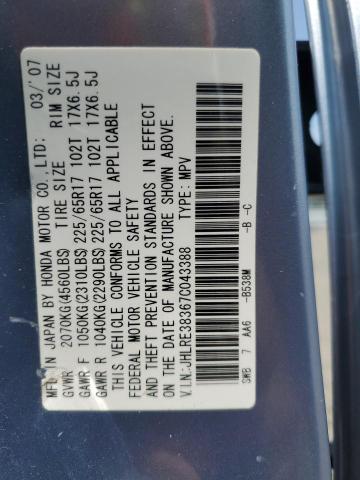 MFD. IN JAPAN BY HONDA MOTOR CO.,LTD: 03/'07
GVWR 2070KG(4560LBS) TIRE SIZE RIM SIZE
GAWR F 1050KG(2310LBS) 225/65R17 102T 17X6.5J
GAWR R 1040KG(2290LBS) 225/65R17 102T 17X6.5J
THIS VEHICLE CONFORMS TO ALL APPLICABLE
FEDERAL MOTOR VEHICLE SAFETY
AND THEFT PREVENTION STANDARDS IN EFFECT
ON THE DATE OF MANUFACTURE SHOWN ABOVE.
V.I.N:JHLRE38367C043388 TYPE: MPV
SWB 7 AA6 -B538M -B -C